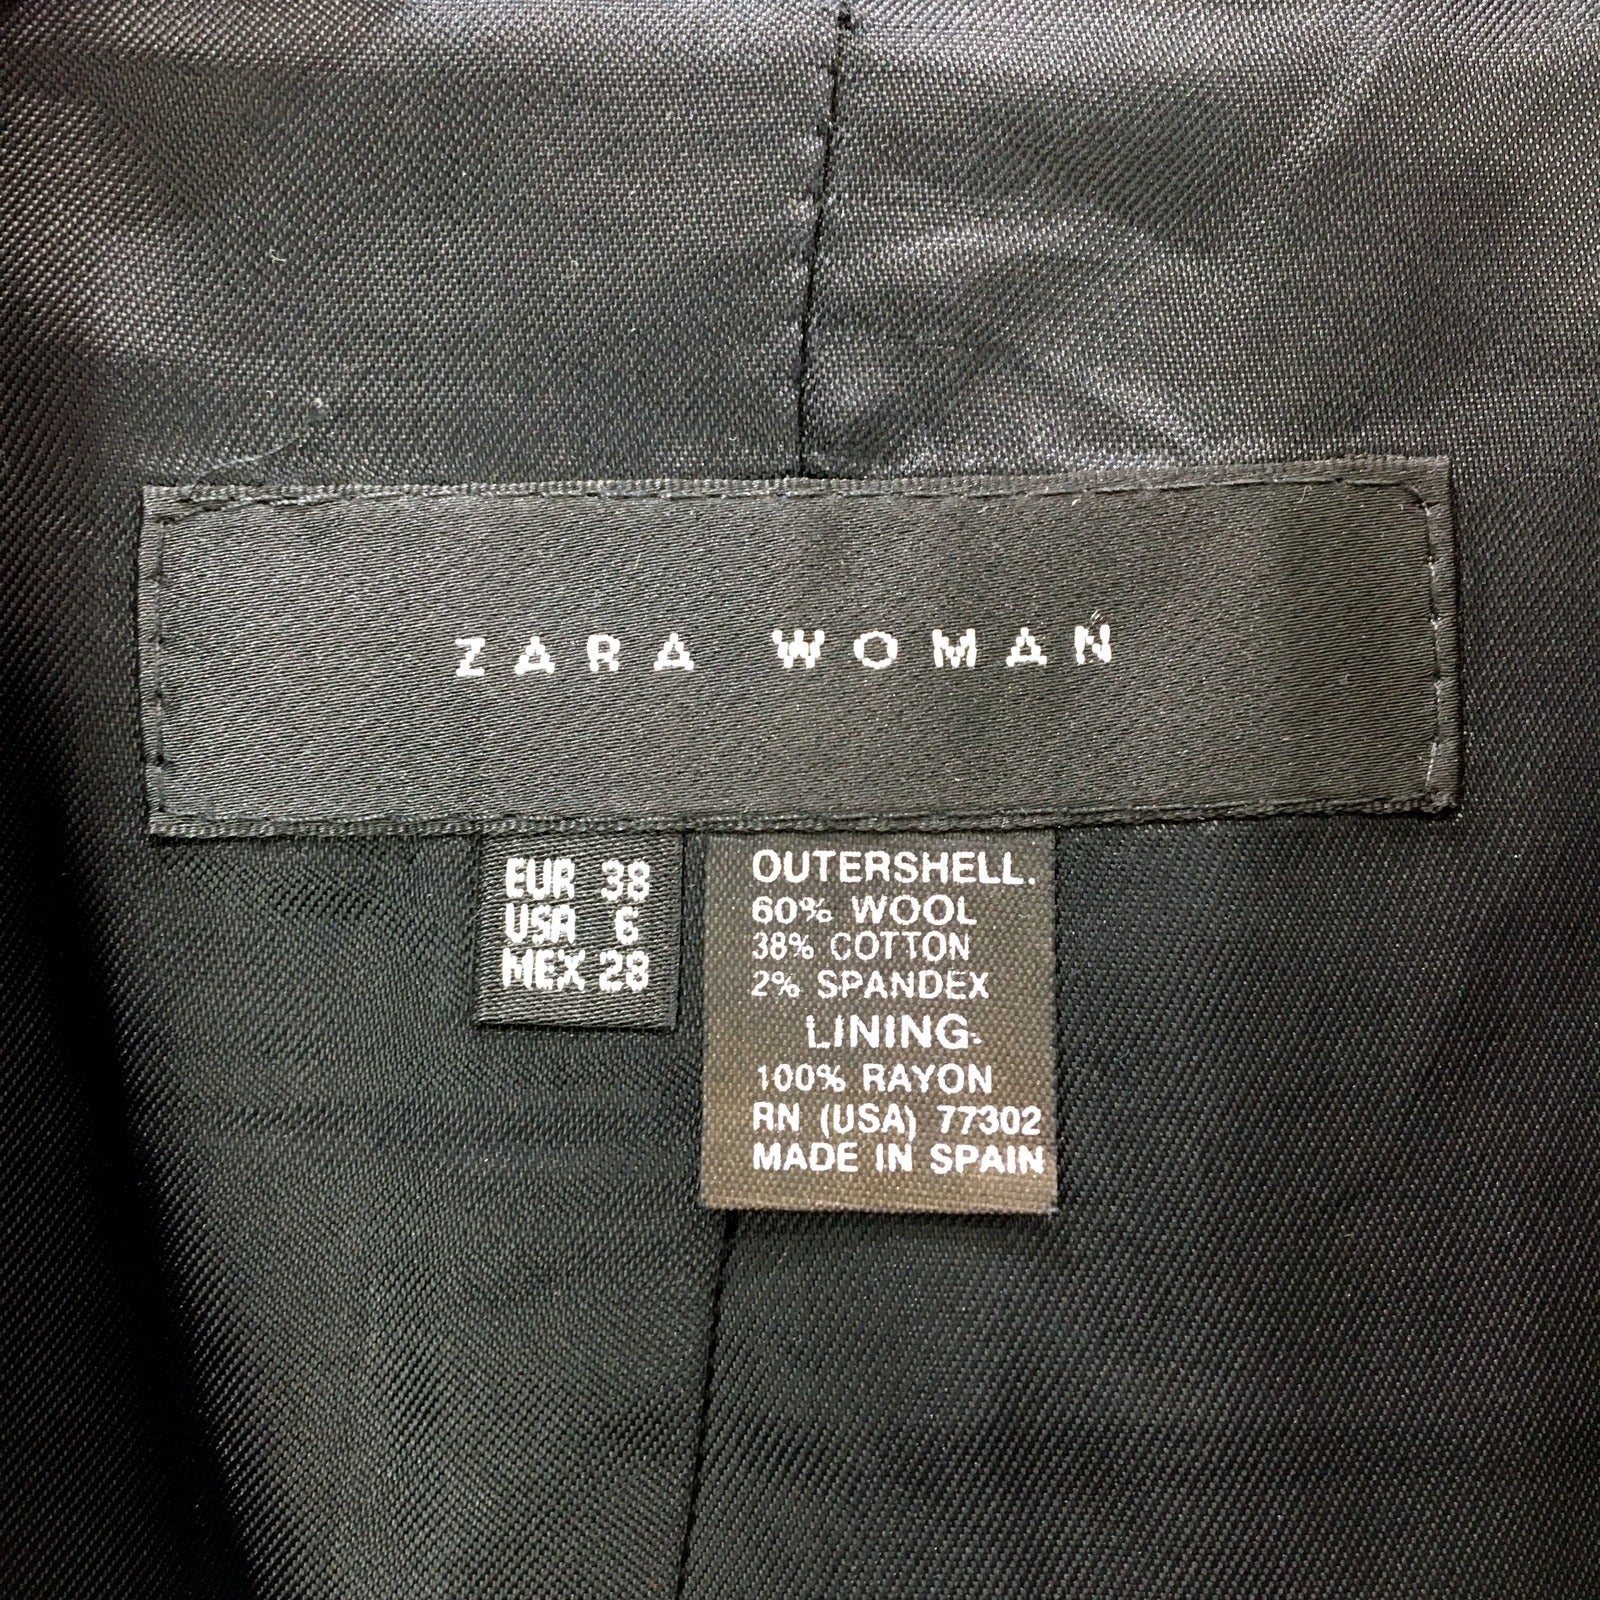 ZARA WOMAN
EUR 38
USA 6
MEX 28
OUTERSHELL.
60% WOOL
38% COTTON
2% SPANDEX
LINING:
100% RAYON
RN (USA) 77302
MADE IN SPAIN